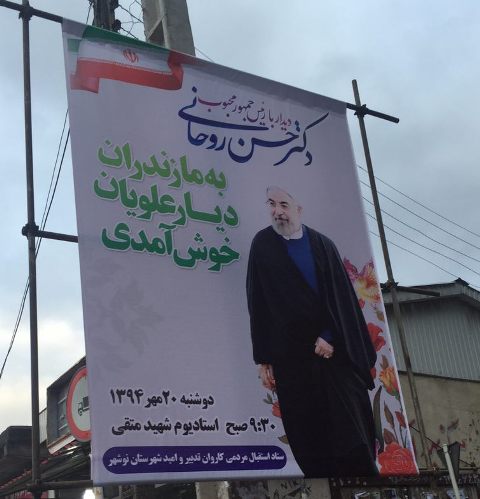 دیدار با رئیس جمهور محبوب
دکتر حسن روحانی
به مازندران
دیار علویان
خوش آمدی
دوشنبه ۲۰ مهر ۱۳۹۴
۹:۳۰ صبح استادیوم شهید متقی
ستاد استقبال مردمی کاروان تدبیر و امید شهرستان نوشهر